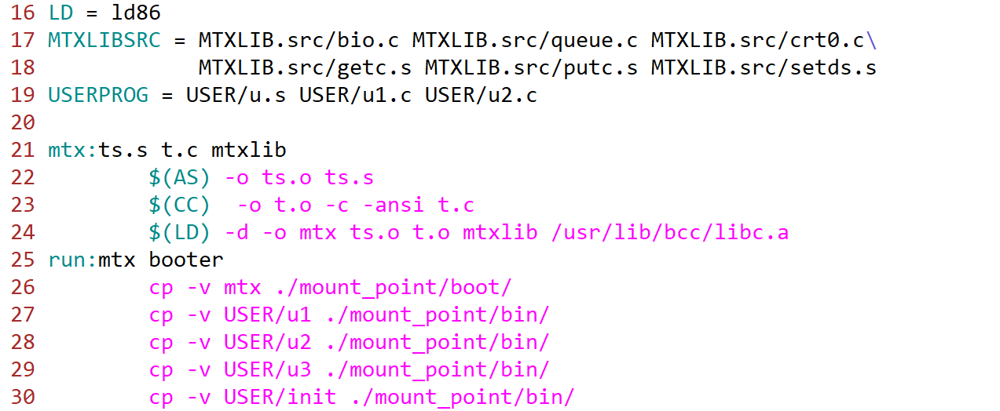 16 LD = ld86
17 MTXLIBSRC = MTXLIB.src/bio.c MTXLIB.src/queue.c MTXLIB.src/crt0.c\
18             MTXLIB.src/getc.s MTXLIB.src/putc.s MTXLIB.src/setds.s
19 USERPROG = USER/u.s USER/u1.c USER/u2.c
20
21 mtx:ts.s t.c mtxlib
22         $(AS) -o ts.o ts.s
23         $(CC)  -o t.o -c -ansi t.c
24         $(LD) -d -o mtx ts.o t.o mtxlib /usr/lib/bcc/libc.a
25 run:mtx booter
26         cp -v mtx ./mount_point/boot/
27         cp -v USER/u1 ./mount_point/bin/
28         cp -v USER/u2 ./mount_point/bin/
29         cp -v USER/u3 ./mount_point/bin/
30         cp -v USER/init ./mount_point/bin/